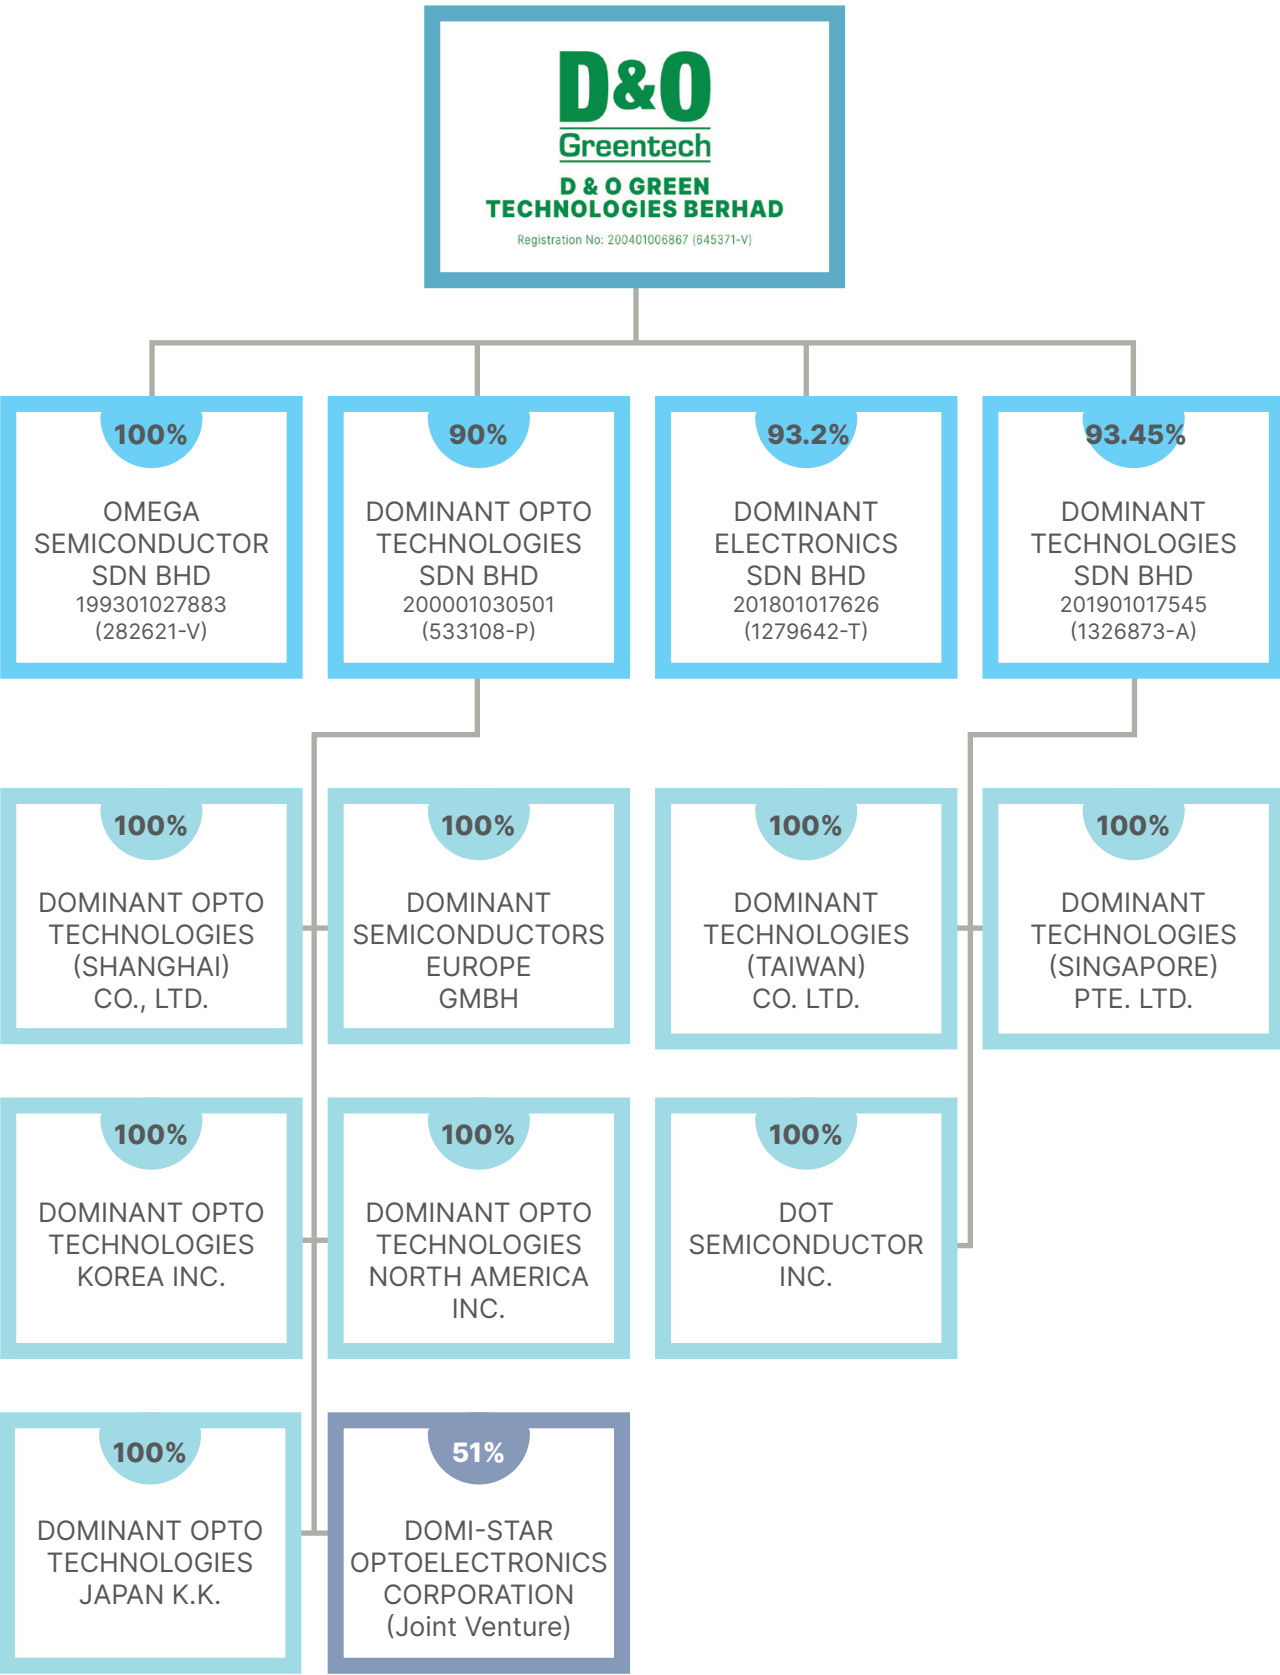 D&O
Greentech
D & O GREEN
TECHNOLOGIES BERHAD
Registration No: 200401006867 (645371-V)
100%
OMEGA
SEMICONDUCTOR
SDN BHD
199301027883
(282621-V)
90%
DOMINANT OPTO
TECHNOLOGIES
SDN BHD
200001030501
(533108-P)
93.2%
DOMINANT
ELECTRONICS
SDN BHD
201801017626
(1279642-T)
93.45%
DOMINANT
TECHNOLOGIES
SDN BHD
201901017545
(1326873-A)
100%
DOMINANT OPTO
TECHNOLOGIES
(SHANGHAI)
CO., LTD.
100%
DOMINANT
SEMICONDUCTORS
EUROPE
GMBH
100%
DOMINANT
TECHNOLOGIES
(TAIWAN)
CO. LTD.
100%
DOMINANT
TECHNOLOGIES
(SINGAPORE)
PTE. LTD.
100%
DOMINANT OPTO
TECHNOLOGIES
KOREA INC.
100%
DOMINANT OPTO
TECHNOLOGIES
NORTH AMERICA
INC.
100%
DOT
SEMICONDUCTOR
INC.
100%
DOMINANT OPTO
TECHNOLOGIES
JAPAN K.K.
51%
DOMI-STAR
OPTOELECTRONICS
CORPORATION
(Joint Venture)